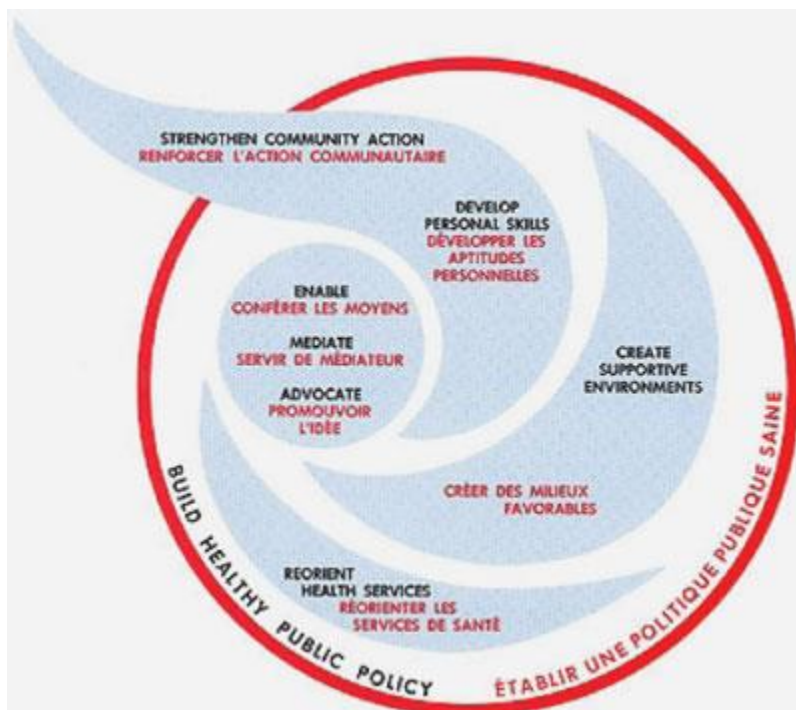 STRENGTHEN COMMUNITY ACTION
RENFORCER L'ACTION COMMUNAUTAIRE
DEVELOP
PERSONAL SKILLS
DÉVELOPPER LES
APTITUDES
PERSONNELLES
ENABLE
CONFÉRER LES MOYENS
MEDIATE
SERVIR DE MÉDIATEUR
ADVOCATE
PROMOUVOIR
L'IDÈE
CREATE
SUPPORTIVE
ENVIRONMENTS
CRÉER DES MILIEUX
FAVORABLES
REORIENT
HEALTH SERVICES
RÉORIENTER LES
SERVICES DE SANTÉ
BUILD HEALTHY PUBLIC POLICY
ÉTABLIR UNE POLITIQUE PUBLIQUE SAINE